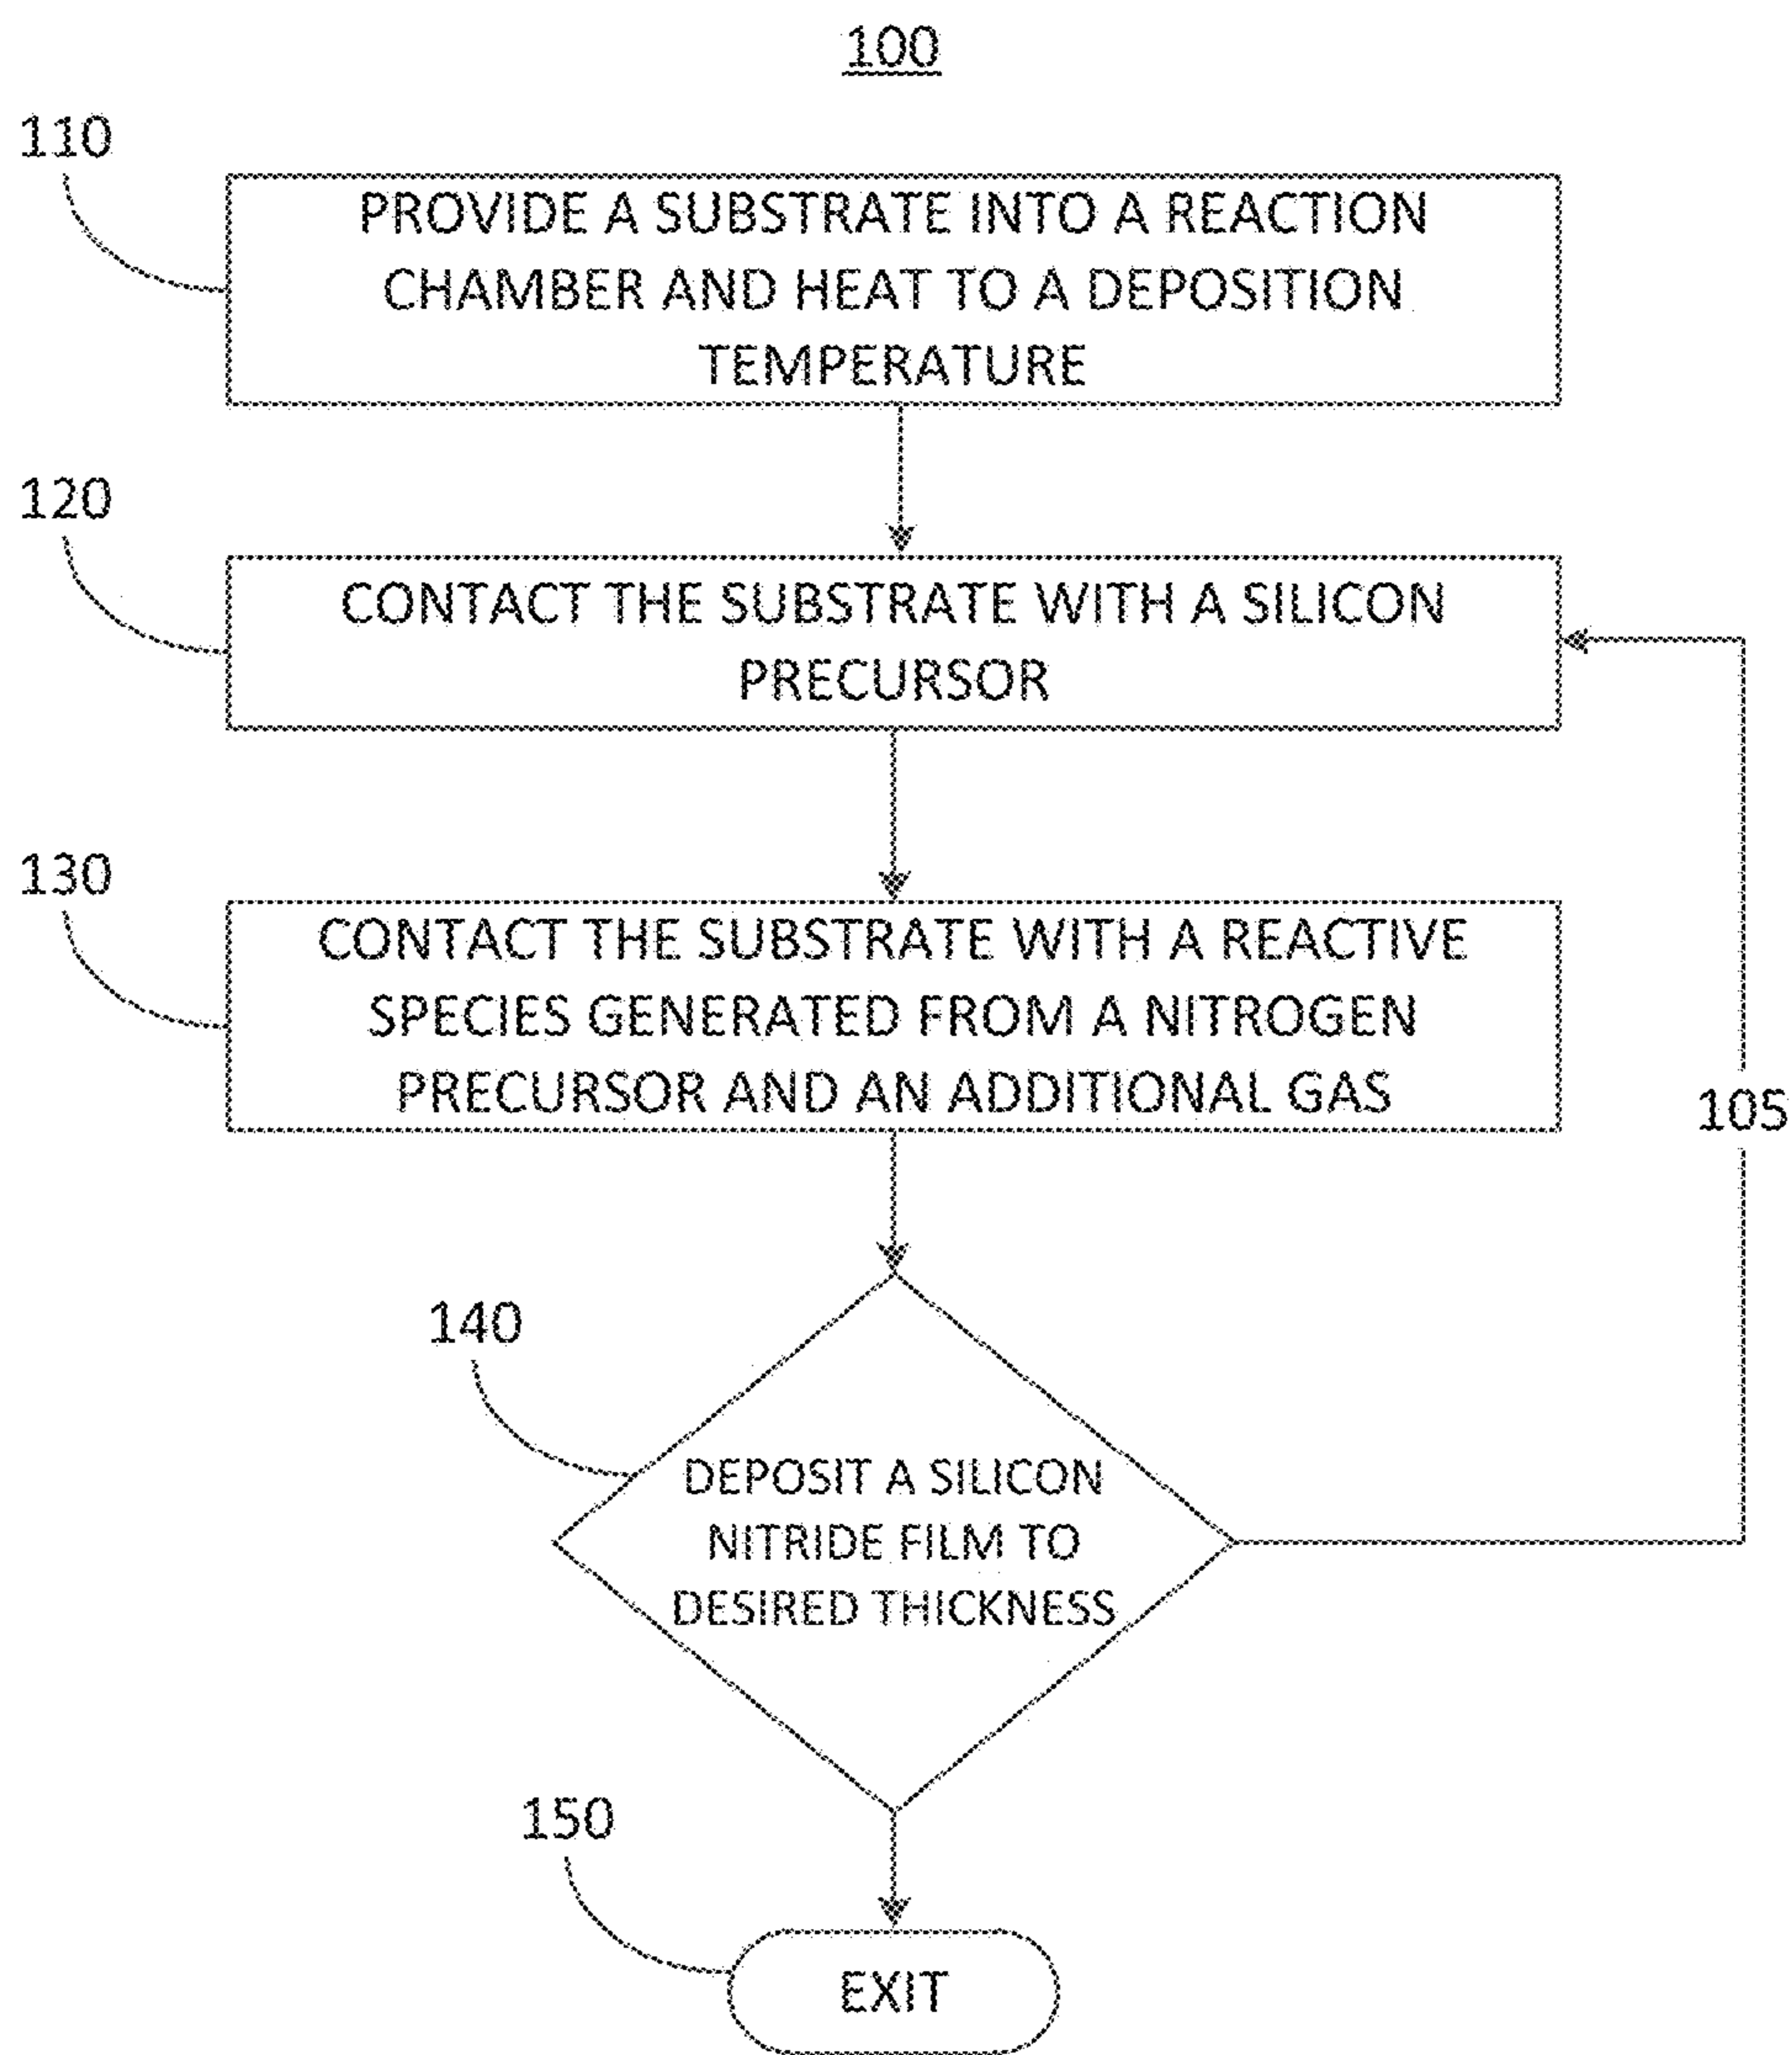 100
110
PROVIDE A SUBSTRATE INTO A REACTION
CHAMBER AND HEAT TO A DEPOSITION
TEMPERATURE
120
CONTACT THE SUBSTRATE WITH A SILICON
PRECURSOR
130
CONTACT THE SUBSTRATE WITH A REACTIVE
SPECIES GENERATED FROM A NITROGEN
PRECURSOR AND AN ADDITIONAL GAS
105
140
DEPOSIT A SILICON
NITRIDE FILM TO
DESIRED THICKNESS
150
EXIT